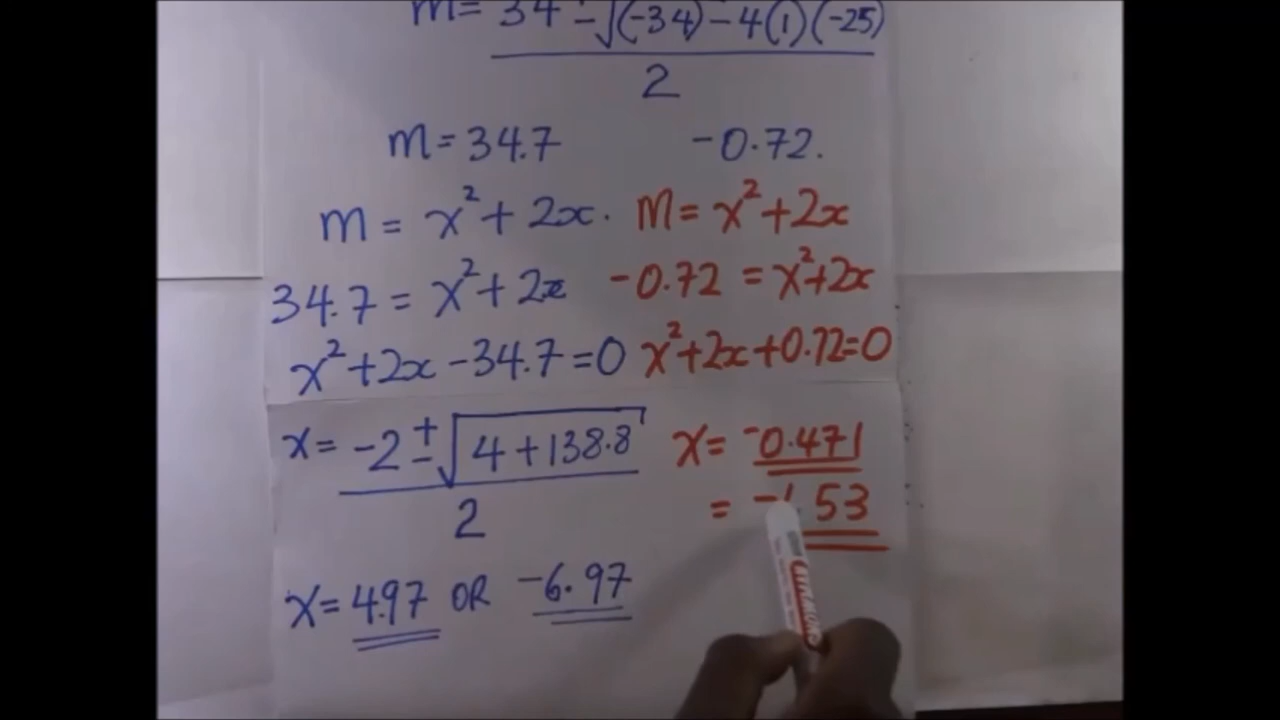 m = 34 ± √(-34) - 4(1)(-25)
2
m = 34.7 -0.72.
m = x² + 2x. m = x² + 2x
34.7 = x² + 2x -0.72 = x² + 2x
x² + 2x - 34.7 = 0 x² + 2x + 0.72 = 0
x = -2 ± √4 + 138.8 x = -0.471
2 = -1.53
x = 4.97 OR -6.97